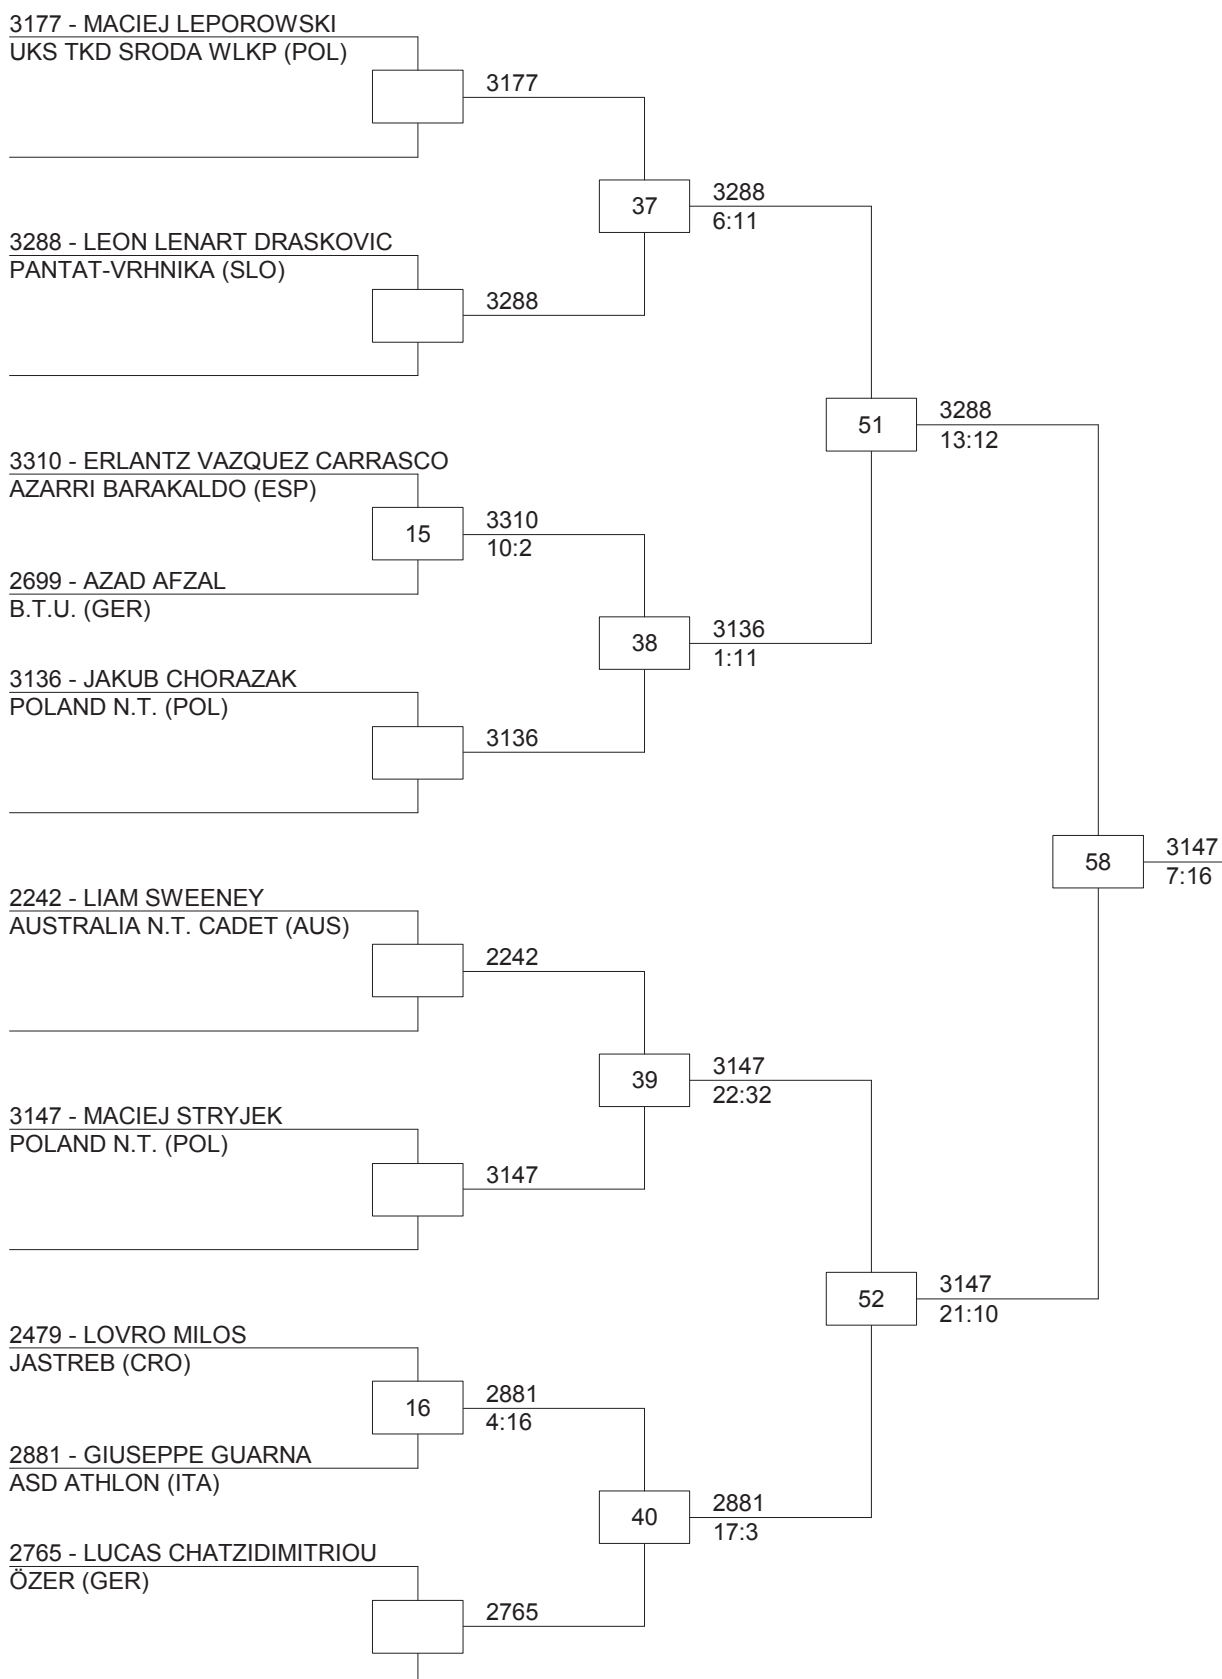 3177 - MACIEJ LEPOROWSKI
UKS TKD SRODA WLKP (POL)
3177
37
3288
6:11
3288 - LEON LENART DRASKOVIC
PANTAT-VRHNIKA (SLO)
3288
51
3288
13:12
3310 - ERLANTZ VAZQUEZ CARRASCO
AZARRI BARAKALDO (ESP)
15
3310
10:2
2699 - AZAD AFZAL
B.T.U. (GER)
38
3136
1:11
3136 - JAKUB CHORAZAK
POLAND N.T. (POL)
3136
58
3147
7:16
2242 - LIAM SWEENEY
AUSTRALIA N.T. CADET (AUS)
2242
39
3147
22:32
3147 - MACIEJ STRYJEK
POLAND N.T. (POL)
3147
52
3147
21:10
2479 - LOVRO MILOS
JASTREB (CRO)
16
2881
4:16
2881 - GIUSEPPE GUARNA
ASD ATHLON (ITA)
40
2881
17:3
2765 - LUCAS CHATZIDIMITRIOU
ÖZER (GER)
2765